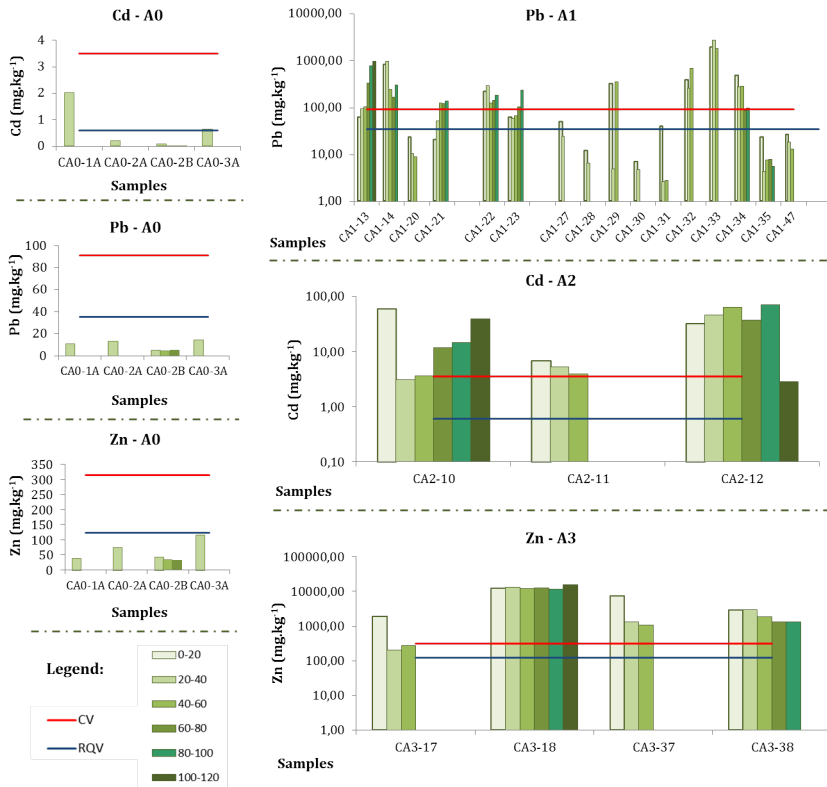 Cd - A0
Cd (mg.kg-1)
4
3
2
1
0
CA0-1A CA0-2A CA0-2B CA0-3A
Samples
Pb - A0
Pb (mg.kg-1)
100
80
60
40
20
0
CA0-1A CA0-2A CA0-2B CA0-3A
Samples
Zn - A0
Zn (mg.kg-1)
350
300
250
200
150
100
50
0
CA0-1A CA0-2A CA0-2B CA0-3A
Samples
Legend:
CV
RQV
0-20
20-40
40-60
60-80
80-100
100-120
Pb - A1
Pb (mg.kg-1)
10000,00
1000,00
100,00
10,00
1,00
CA1-13 CA1-14 CA1-20 CA1-21 CA1-22 CA1-23 CA1-27 CA1-28 CA1-29 CA1-30 CA1-31 CA1-32 CA1-33 CA1-34 CA1-35 CA1-47
Samples
Cd - A2
Cd (mg.kg-1)
100,00
10,00
1,00
0,10
CA2-10 CA2-11 CA2-12
Samples
Zn - A3
Zn (mg.kg-1)
100000,00
10000,00
1000,00
100,00
10,00
1,00
CA3-17 CA3-18 CA3-37 CA3-38
Samples